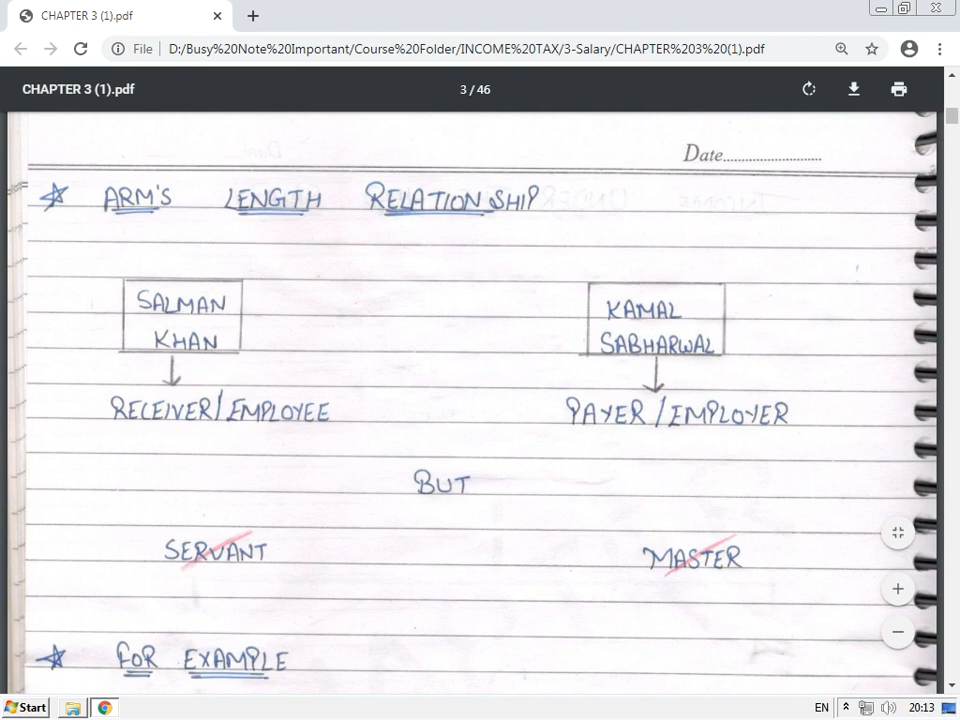 CHAPTER 3 (1).pdf
File D:/Busy%20Note%20Important/Course%20Folder/INCOME%20TAX/3-Salary/CHAPTER%203%20(1).pdf
CHAPTER 3 (1).pdf 3 / 46
Date..............................
ARM'S LENGTH RELATIONSHIP
SALMAN KAMAL
KHAN SABHARWAL
RECEIVER/EMPLOYEE PAYER/EMPLOYER
BUT
SERVANT MASTER
FOR EXAMPLE
Start EN 20:13